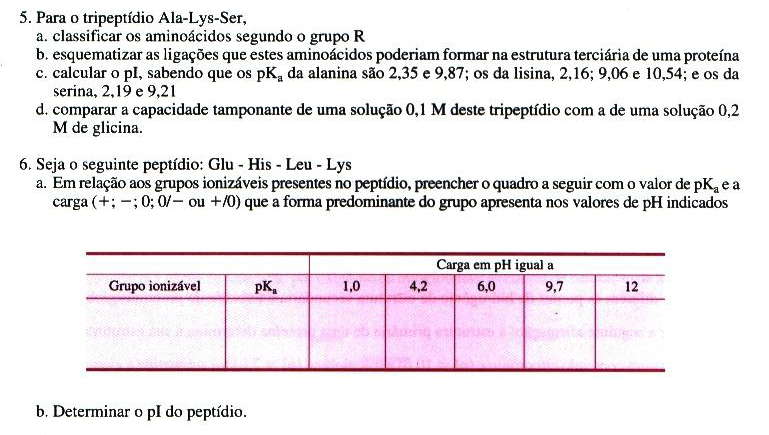 5. Para o tripeptídio Ala-Lys-Ser,
a. classificar os aminoácidos segundo o grupo R
b. esquematizar as ligações que estes aminoácidos poderiam formar na estrutura terciária de uma proteína
c. calcular o pI, sabendo que os pKa da alanina são 2,35 e 9,87; os da lisina, 2,16; 9,06 e 10,54; e os da
serina, 2,19 e 9,21
d. comparar a capacidade tamponante de uma solução 0,1 M deste tripeptídio com a de uma solução 0,2
M de glicina.
6. Seja o seguinte peptídio: Glu - His - Leu - Lys
a. Em relação aos grupos ionizáveis presentes no peptídio, preencher o quadro a seguir com o valor de pKa e a
carga (+; −; 0; 0/− ou +/0) que a forma predominante do grupo apresenta nos valores de pH indicados
Carga em pH igual a
Grupo ionizável pKa 1,0 4,2 6,0 9,7 12
b. Determinar o pI do peptídio.